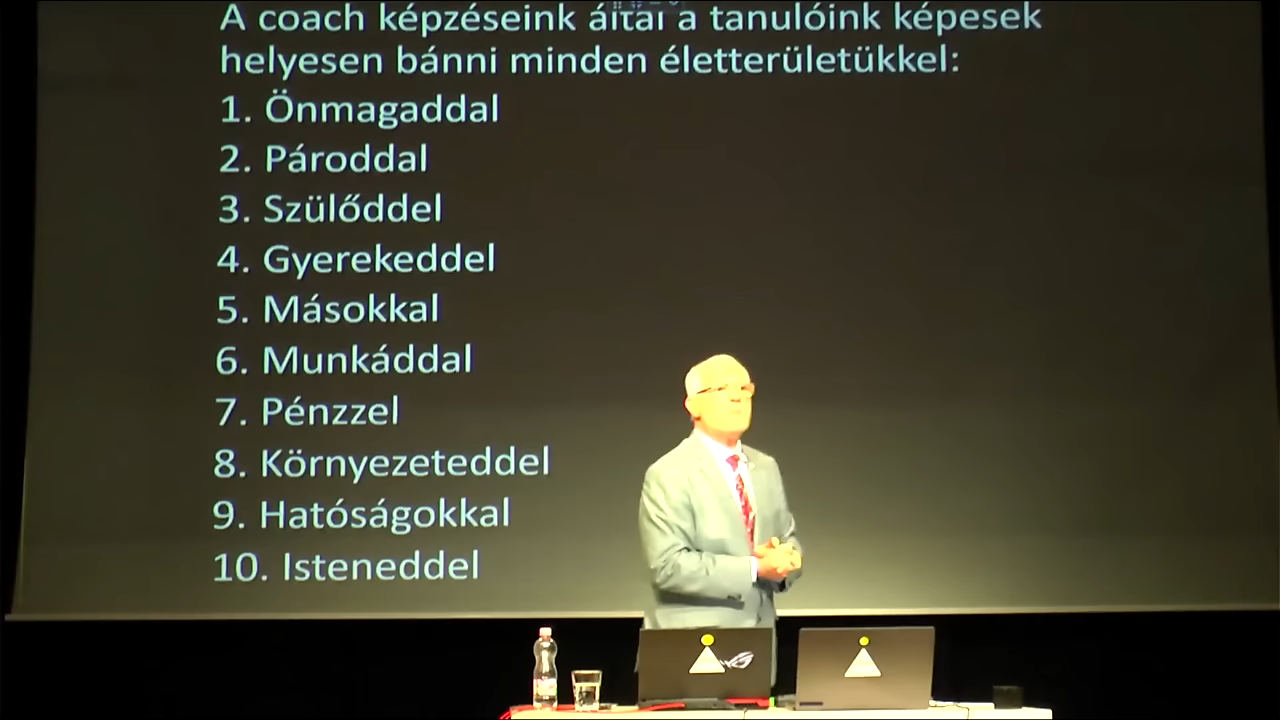 A coach képzéseink által a tanulóink képesek
helyesen bánni minden életterületükkel:
1. Önmagaddal
2. Pároddal
3. Szülőddel
4. Gyerekeddel
5. Másokkal
6. Munkáddal
7. Pénzzel
8. Környezeteddel
9. Hatóságokkal
10. Isteneddel